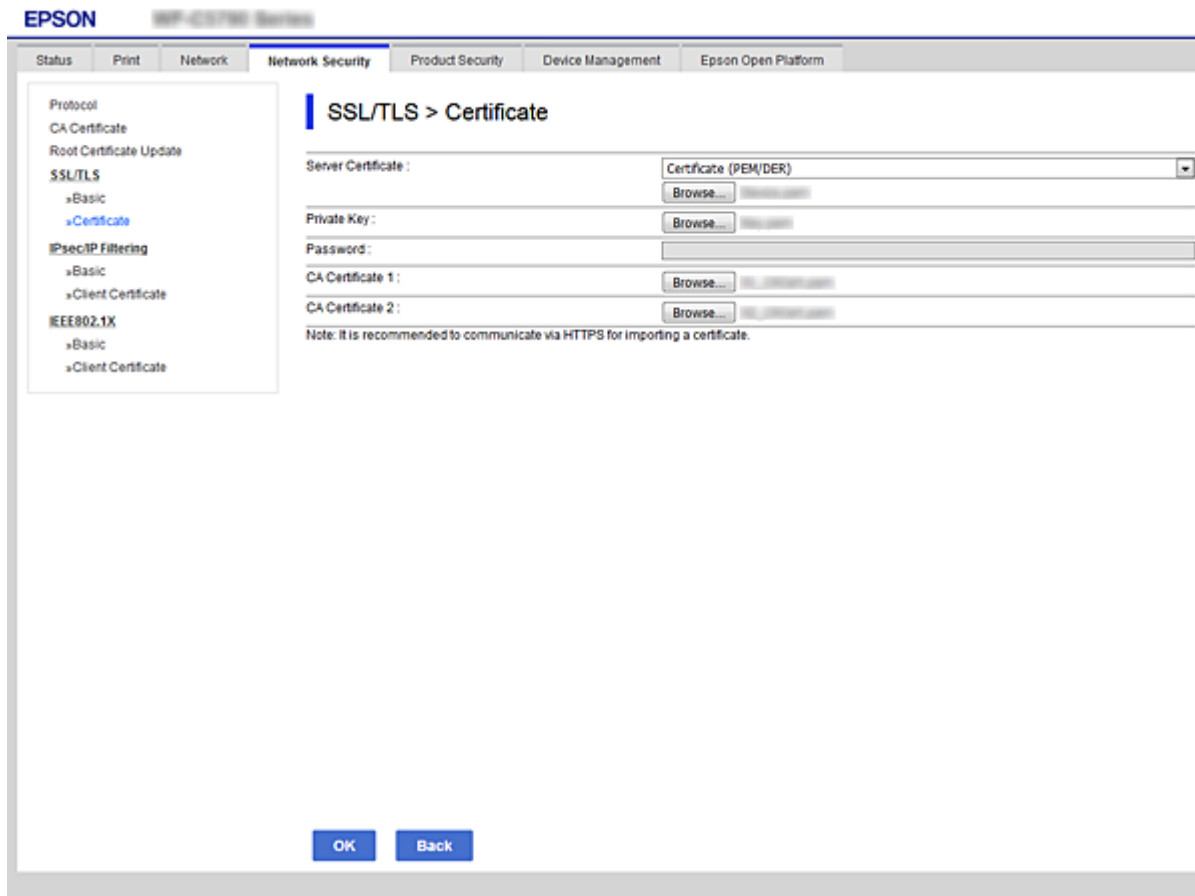 EPSON
Status Print Network Network Security Product Security Device Management Epson Open Platform
Protocol
CA Certificate
Root Certificate Update
SSL/TLS
»Basic
»Certificate
IPsec/IP Filtering
»Basic
»Client Certificate
IEEE802.1X
»Basic
»Client Certificate
SSL/TLS > Certificate
Server Certificate : Certificate (PEM/DER)
Browse...
Private Key : Browse...
Password :
CA Certificate 1 : Browse...
CA Certificate 2 : Browse...
Note: It is recommended to communicate via HTTPS for importing a certificate.
OK Back